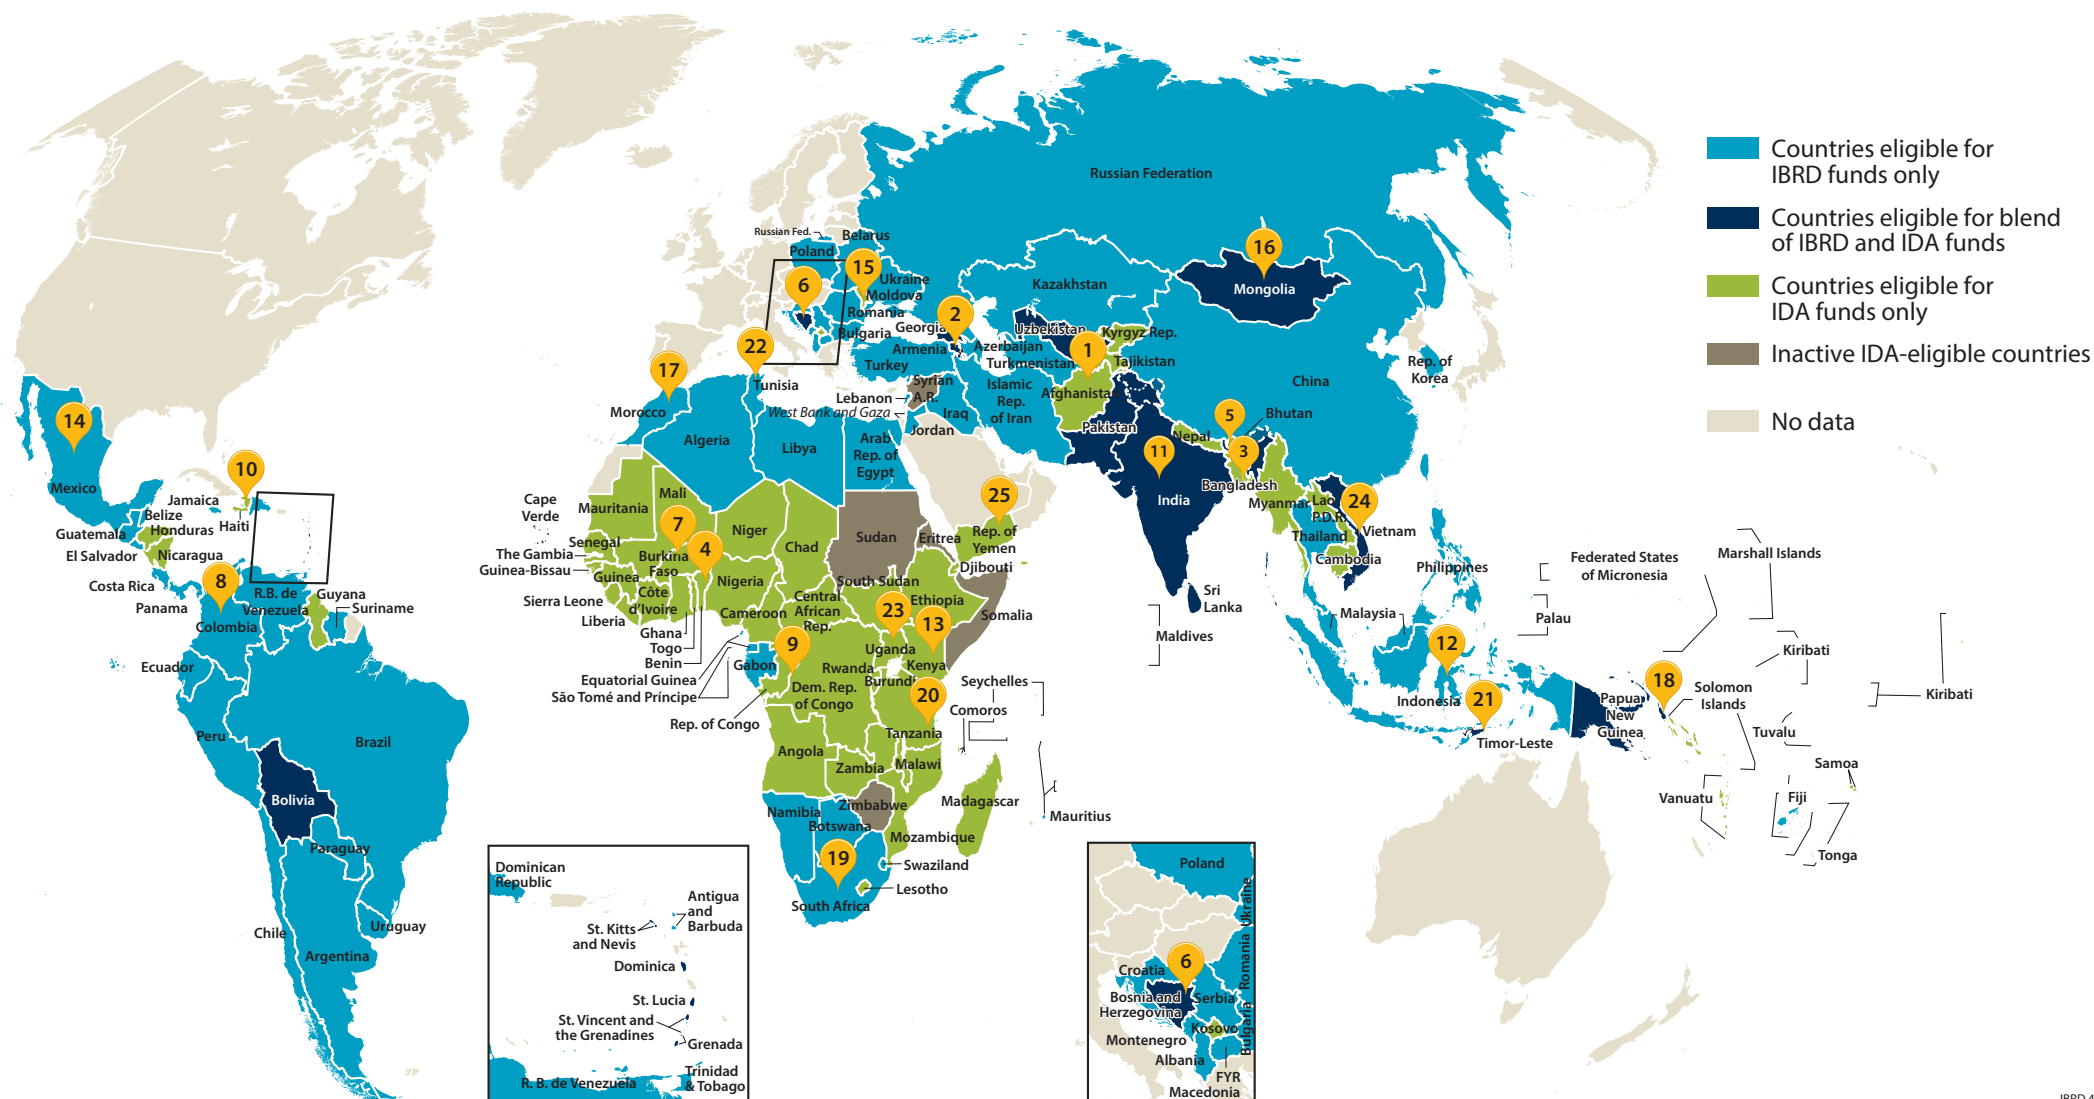 Russian Federation
Russian Fed.
Belarus
Poland
16
15
6
Ukraine
Moldova
Kazakhstan
Mongolia
Romania
2
Bulgaria
Georgia
Uzbekistan
Kyrgyz Rep.
22
Armenia
Azerbaijan
1
Turkey
Turkmenistan
Tajikistan
17
Tunisia
Syrian
A.R.
Islamic
Rep.
of Iran
Afghanistan
China
Rep. of
Korea
Lebanon
West Bank and Gaza
Iraq
Morocco
14
Jordan
5
Bhutan
Algeria
Libya
Arab
Rep. of
Egypt
Pakistan
Nepal
11
3
10
Mexico
Jamaica
Belize
Honduras
Haiti
Guatemala
El Salvador
Nicaragua
Cape
Verde
Mauritania
Mali
25
India
Bangladesh
Myanmar
Lao
P.D.R.
24
Vietnam
7
Niger
Chad
Sudan
Eritrea
Rep. of
Yemen
Thailand
Senegal
The Gambia
Guinea-Bissau
Burkina
Faso
4
Djibouti
Cambodia
Philippines
Federated States
of Micronesia
Marshall Islands
Costa Rica
8
Guinea
Nigeria
South Sudan
Panama
R.B. de
Venezuela
Guyana
Suriname
Sierra Leone
Liberia
Côte
d'Ivoire
Cameroon
Central
African
Rep.
Ethiopia
23
13
Somalia
Sri
Lanka
Malaysia
Palau
Colombia
Ghana
Togo
Benin
9
Uganda
Kenya
Maldives
12
Kiribati
Ecuador
Equatorial Guinea
São Tomé and Príncipe
Gabon
Rwanda
Burundi
Dem. Rep.
of Congo
20
Seychelles
Comoros
18
Solomon
Islands
Kiribati
Indonesia
21
Papua
New
Guinea
Rep. of Congo
Peru
Brazil
Tanzania
Timor-Leste
Tuvalu
Angola
Zambia
Malawi
Samoa
Bolivia
Namibia
Zimbabwe
Madagascar
Mauritius
Vanuatu
Fiji
Botswana
Mozambique
Paraguay
19
Swaziland
Lesotho
Tonga
South Africa
Chile
Uruguay
Argentina
Dominican
Republic
Antigua
and
Barbuda
St. Kitts
and Nevis
Dominica
St. Lucia
St. Vincent and
the Grenadines
Grenada
R. B. de Venezuela
Trinidad
& Tobago
Poland
Ukraine
Romania
6
Croatia
Bosnia and
Herzegovina
Serbia
Kosovo
Bulgaria
Montenegro
Albania
FYR
Macedonia
Countries eligible for
IBRD funds only
Countries eligible for blend
of IBRD and IDA funds
Countries eligible for
IDA funds only
Inactive IDA-eligible countries
No data